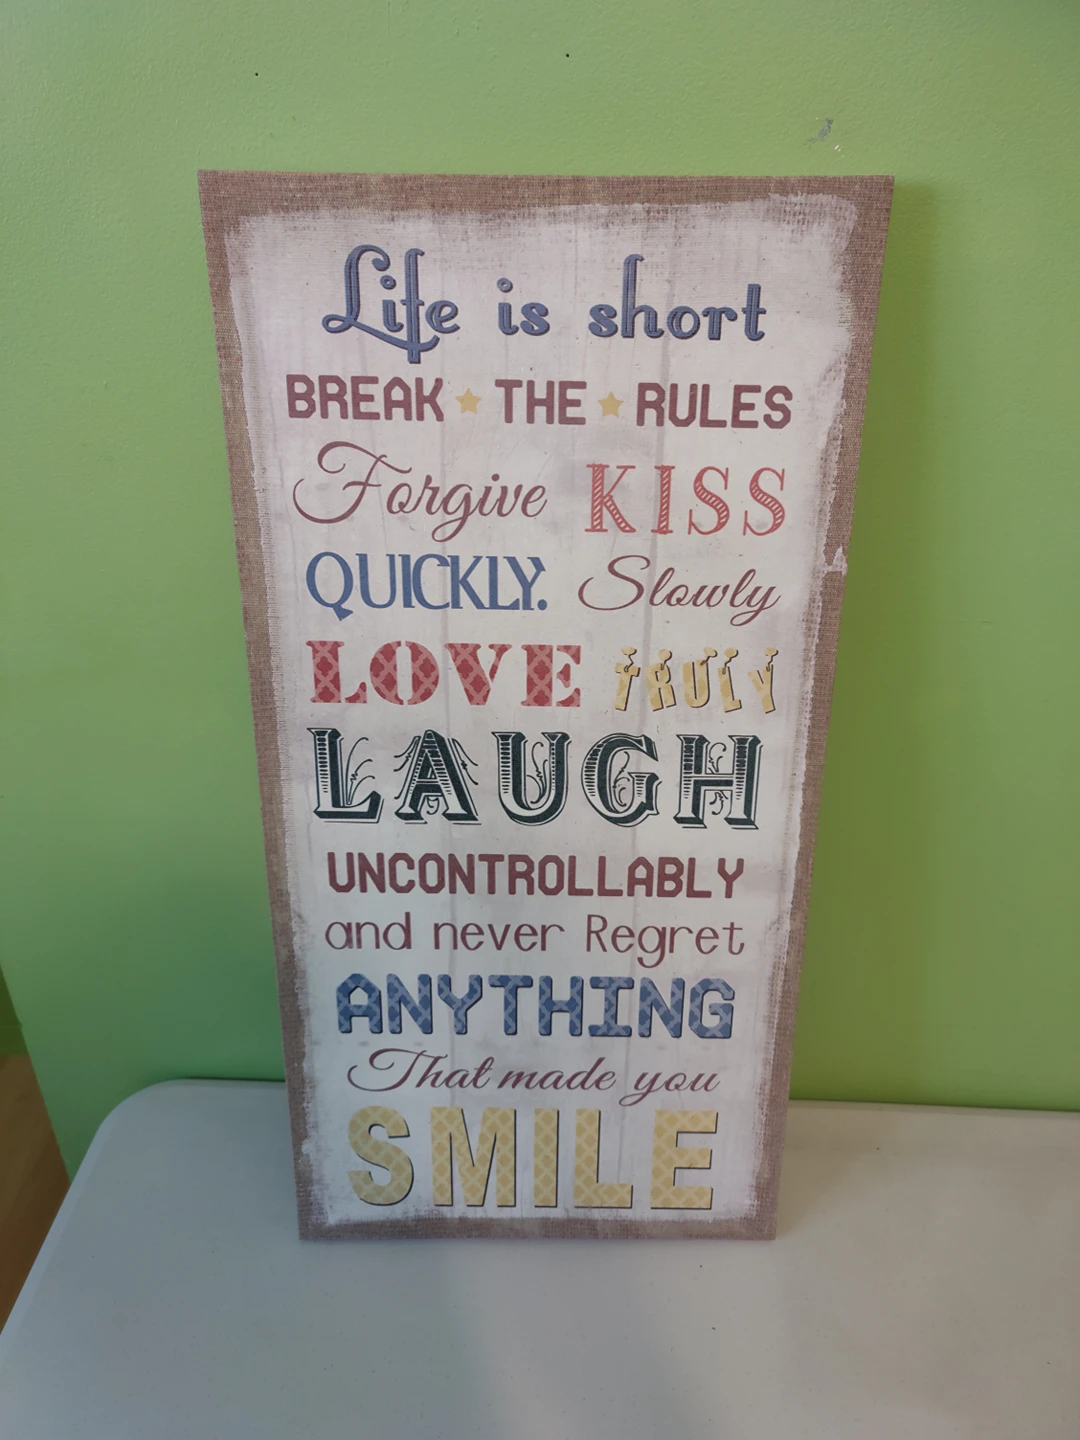 Life is short
BREAK THE RULES
Forgive KISS
QUICKLY. Slowly
LOVE TRULY
LAUGH
UNCONTROLLABLY
and never Regret
ANYTHING
That made you
SMILE